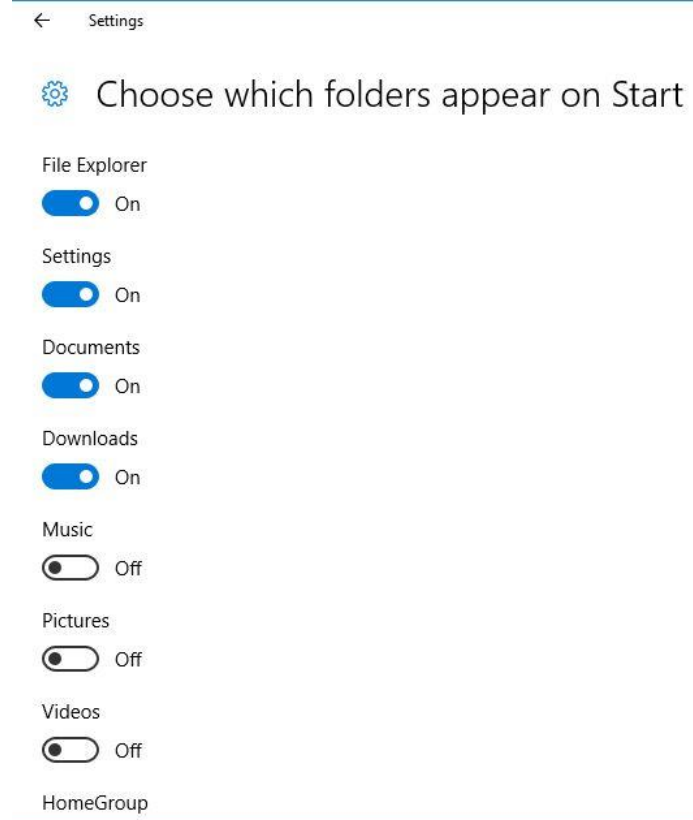 Settings
Choose which folders appear on Start
File Explorer
On
Settings
On
Documents
On
Downloads
On
Music
Off
Pictures
Off
Videos
Off
HomeGroup